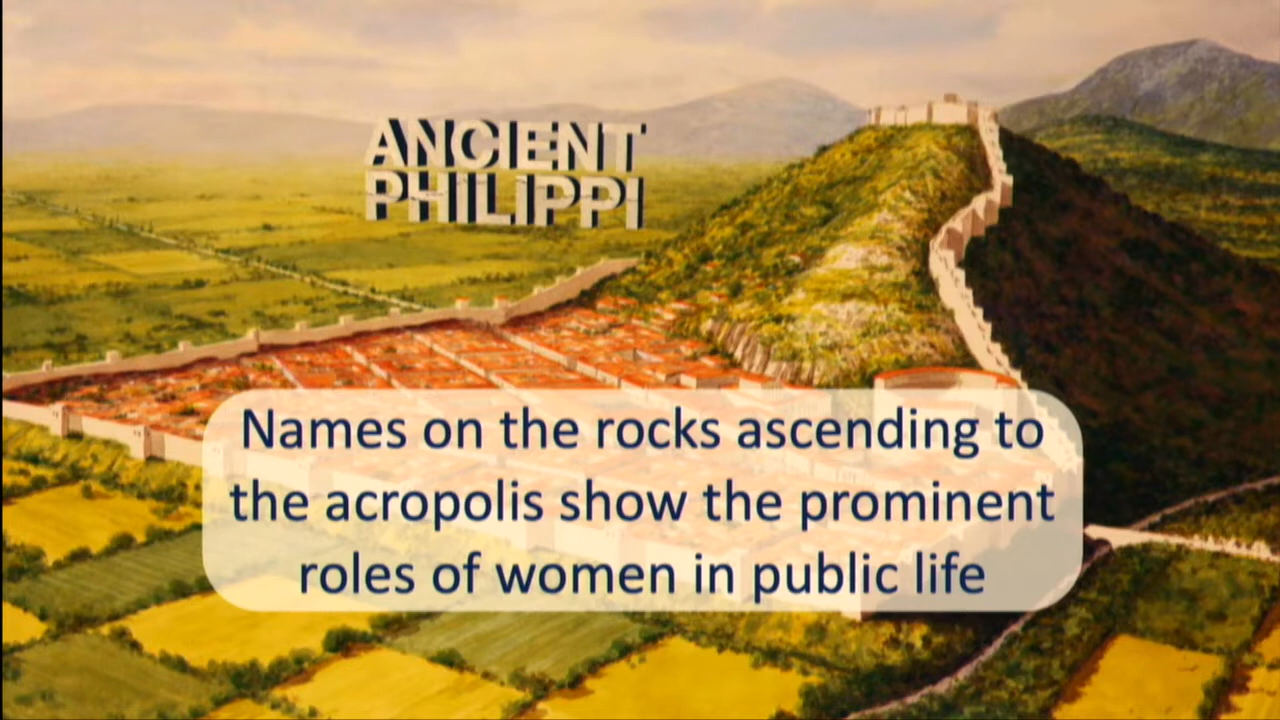 ANCIENT
PHILIPPI
Names on the rocks ascending to
the acropolis show the prominent
roles of women in public life